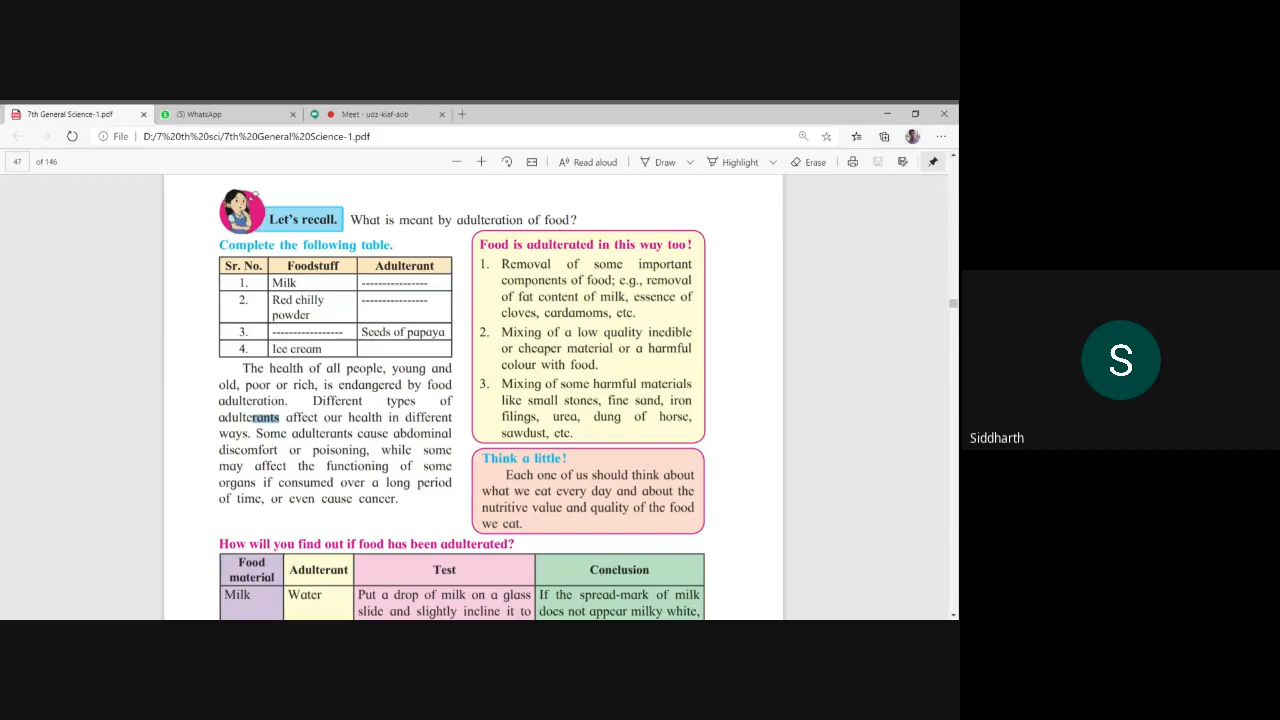 7th General Science-1.pdf
(5) WhatsApp
Meet - udz-kiaf-aob
File
D:/7%20th%20sci/7th%20General%20Science-1.pdf
47
of 146
Read aloud
Draw
Highlight
Erase
Let's recall. What is meant by adulteration of food?
Complete the following table.
Sr. No. Foodstuff Adulterant
1. Milk ----------------
2. Red chilly ----------------
powder
3. ----------------- Seeds of papaya
4. Ice cream
The health of all people, young and
old, poor or rich, is endangered by food
adulteration. Different types of
adulterants affect our health in different
ways. Some adulterants cause abdominal
discomfort or poisoning, while some
may affect the functioning of some
organs if consumed over a long period
of time, or even cause cancer.
Food is adulterated in this way too!
1. Removal of some important
components of food; e.g., removal
of fat content of milk, essence of
cloves, cardamoms, etc.
2. Mixing of a low quality inedible
or cheaper material or a harmful
colour with food.
3. Mixing of some harmful materials
like small stones, fine sand, iron
filings, urea, dung of horse,
sawdust, etc.
Think a little!
Each one of us should think about
what we eat every day and about the
nutritive value and quality of the food
we eat.
How will you find out if food has been adulterated?
Food
material
Adulterant
Test
Conclusion
Milk
Water
Put a drop of milk on a glass
slide and slightly incline it to
If the spread-mark of milk
does not appear milky white,
S
Siddharth